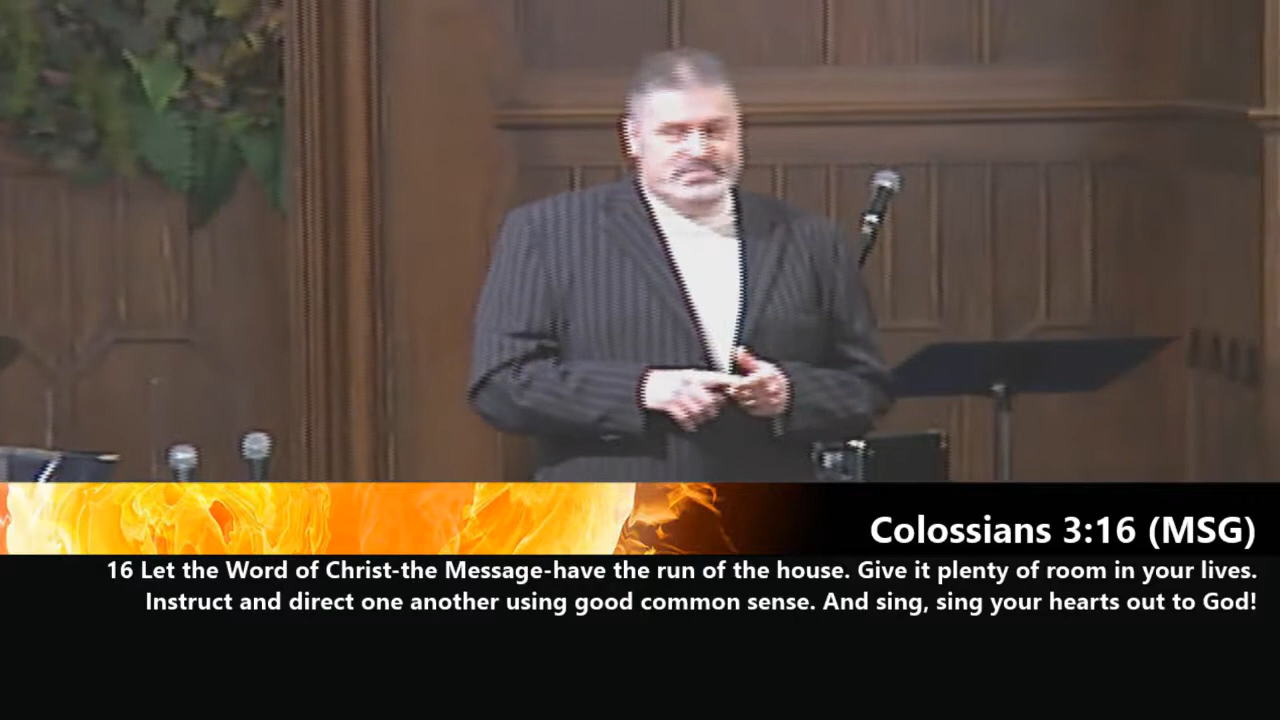 Colossians 3:16 (MSG)
16 Let the Word of Christ-the Message-have the run of the house. Give it plenty of room in your lives.
Instruct and direct one another using good common sense. And sing, sing your hearts out to God!